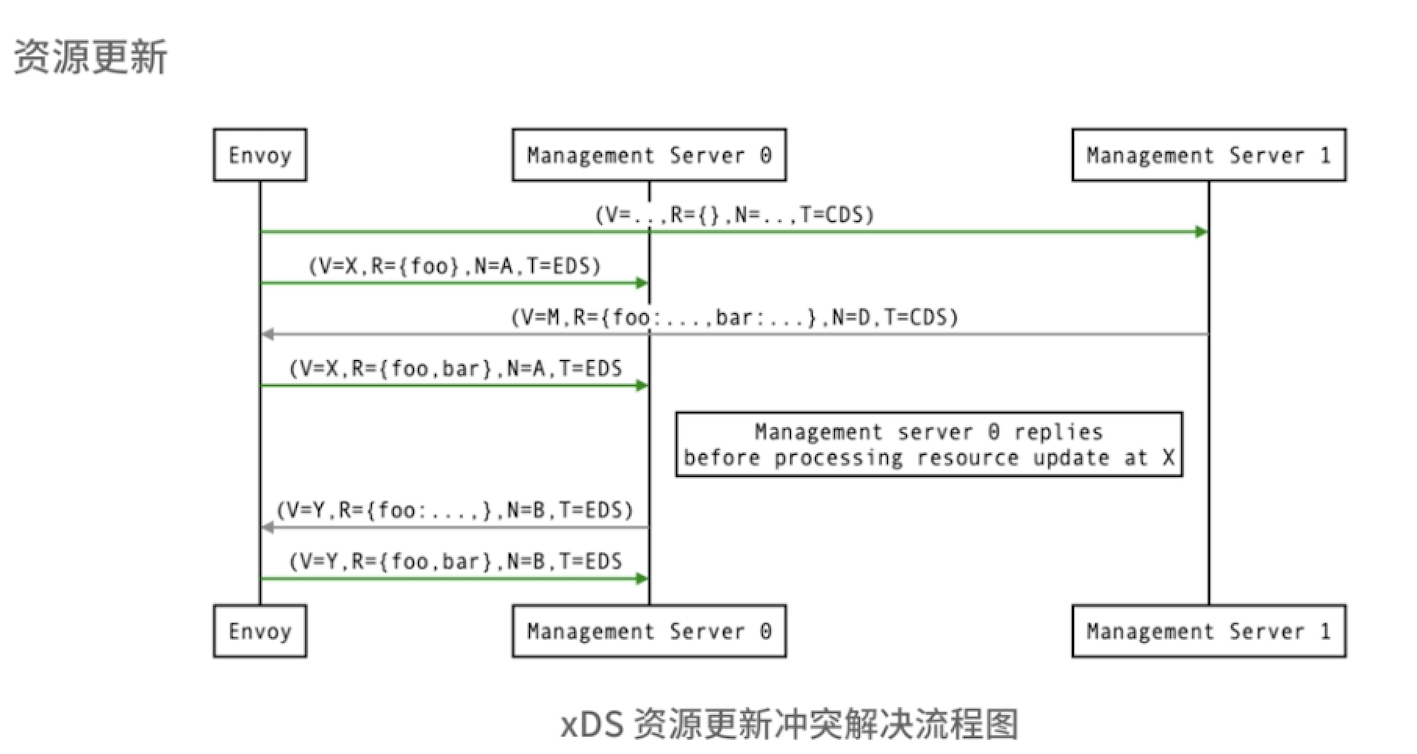 资源更新
Envoy
Management Server 0
Management Server 1
(V=..,R={},N=..,T=CDS)
(V=X,R={foo},N=A,T=EDS)
(V=M,R={foo:...,bar:...},N=D,T=CDS)
(V=X,R={foo,bar},N=A,T=EDS
Management server 0 replies
before processing resource update at X
(V=Y,R={foo:...,},N=B,T=EDS)
(V=Y,R={foo,bar},N=B,T=EDS
Envoy
Management Server 0
Management Server 1
xDS 资源更新冲突解决流程图